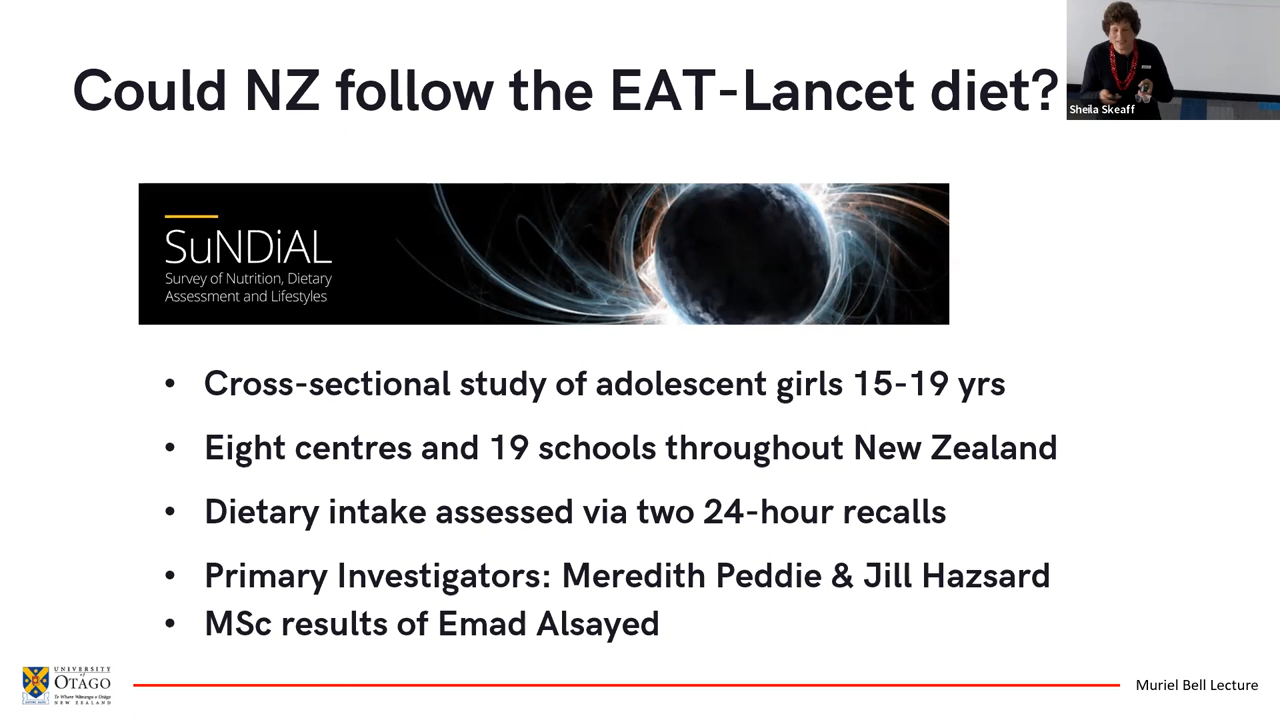 Could NZ follow the EAT-Lancet diet?
Sheila Skeaff
SuNDiAL
Survey of Nutrition, Dietary
Assessment and Lifestyles
• Cross-sectional study of adolescent girls 15-19 yrs
• Eight centres and 19 schools throughout New Zealand
• Dietary intake assessed via two 24-hour recalls
• Primary Investigators: Meredith Peddie & Jill Hazsard
• MSc results of Emad Alsayed
UNIVERSITY
of
OTAGO
Te Whare Wānanga o Otāgo
NEW ZEALAND
Muriel Bell Lecture